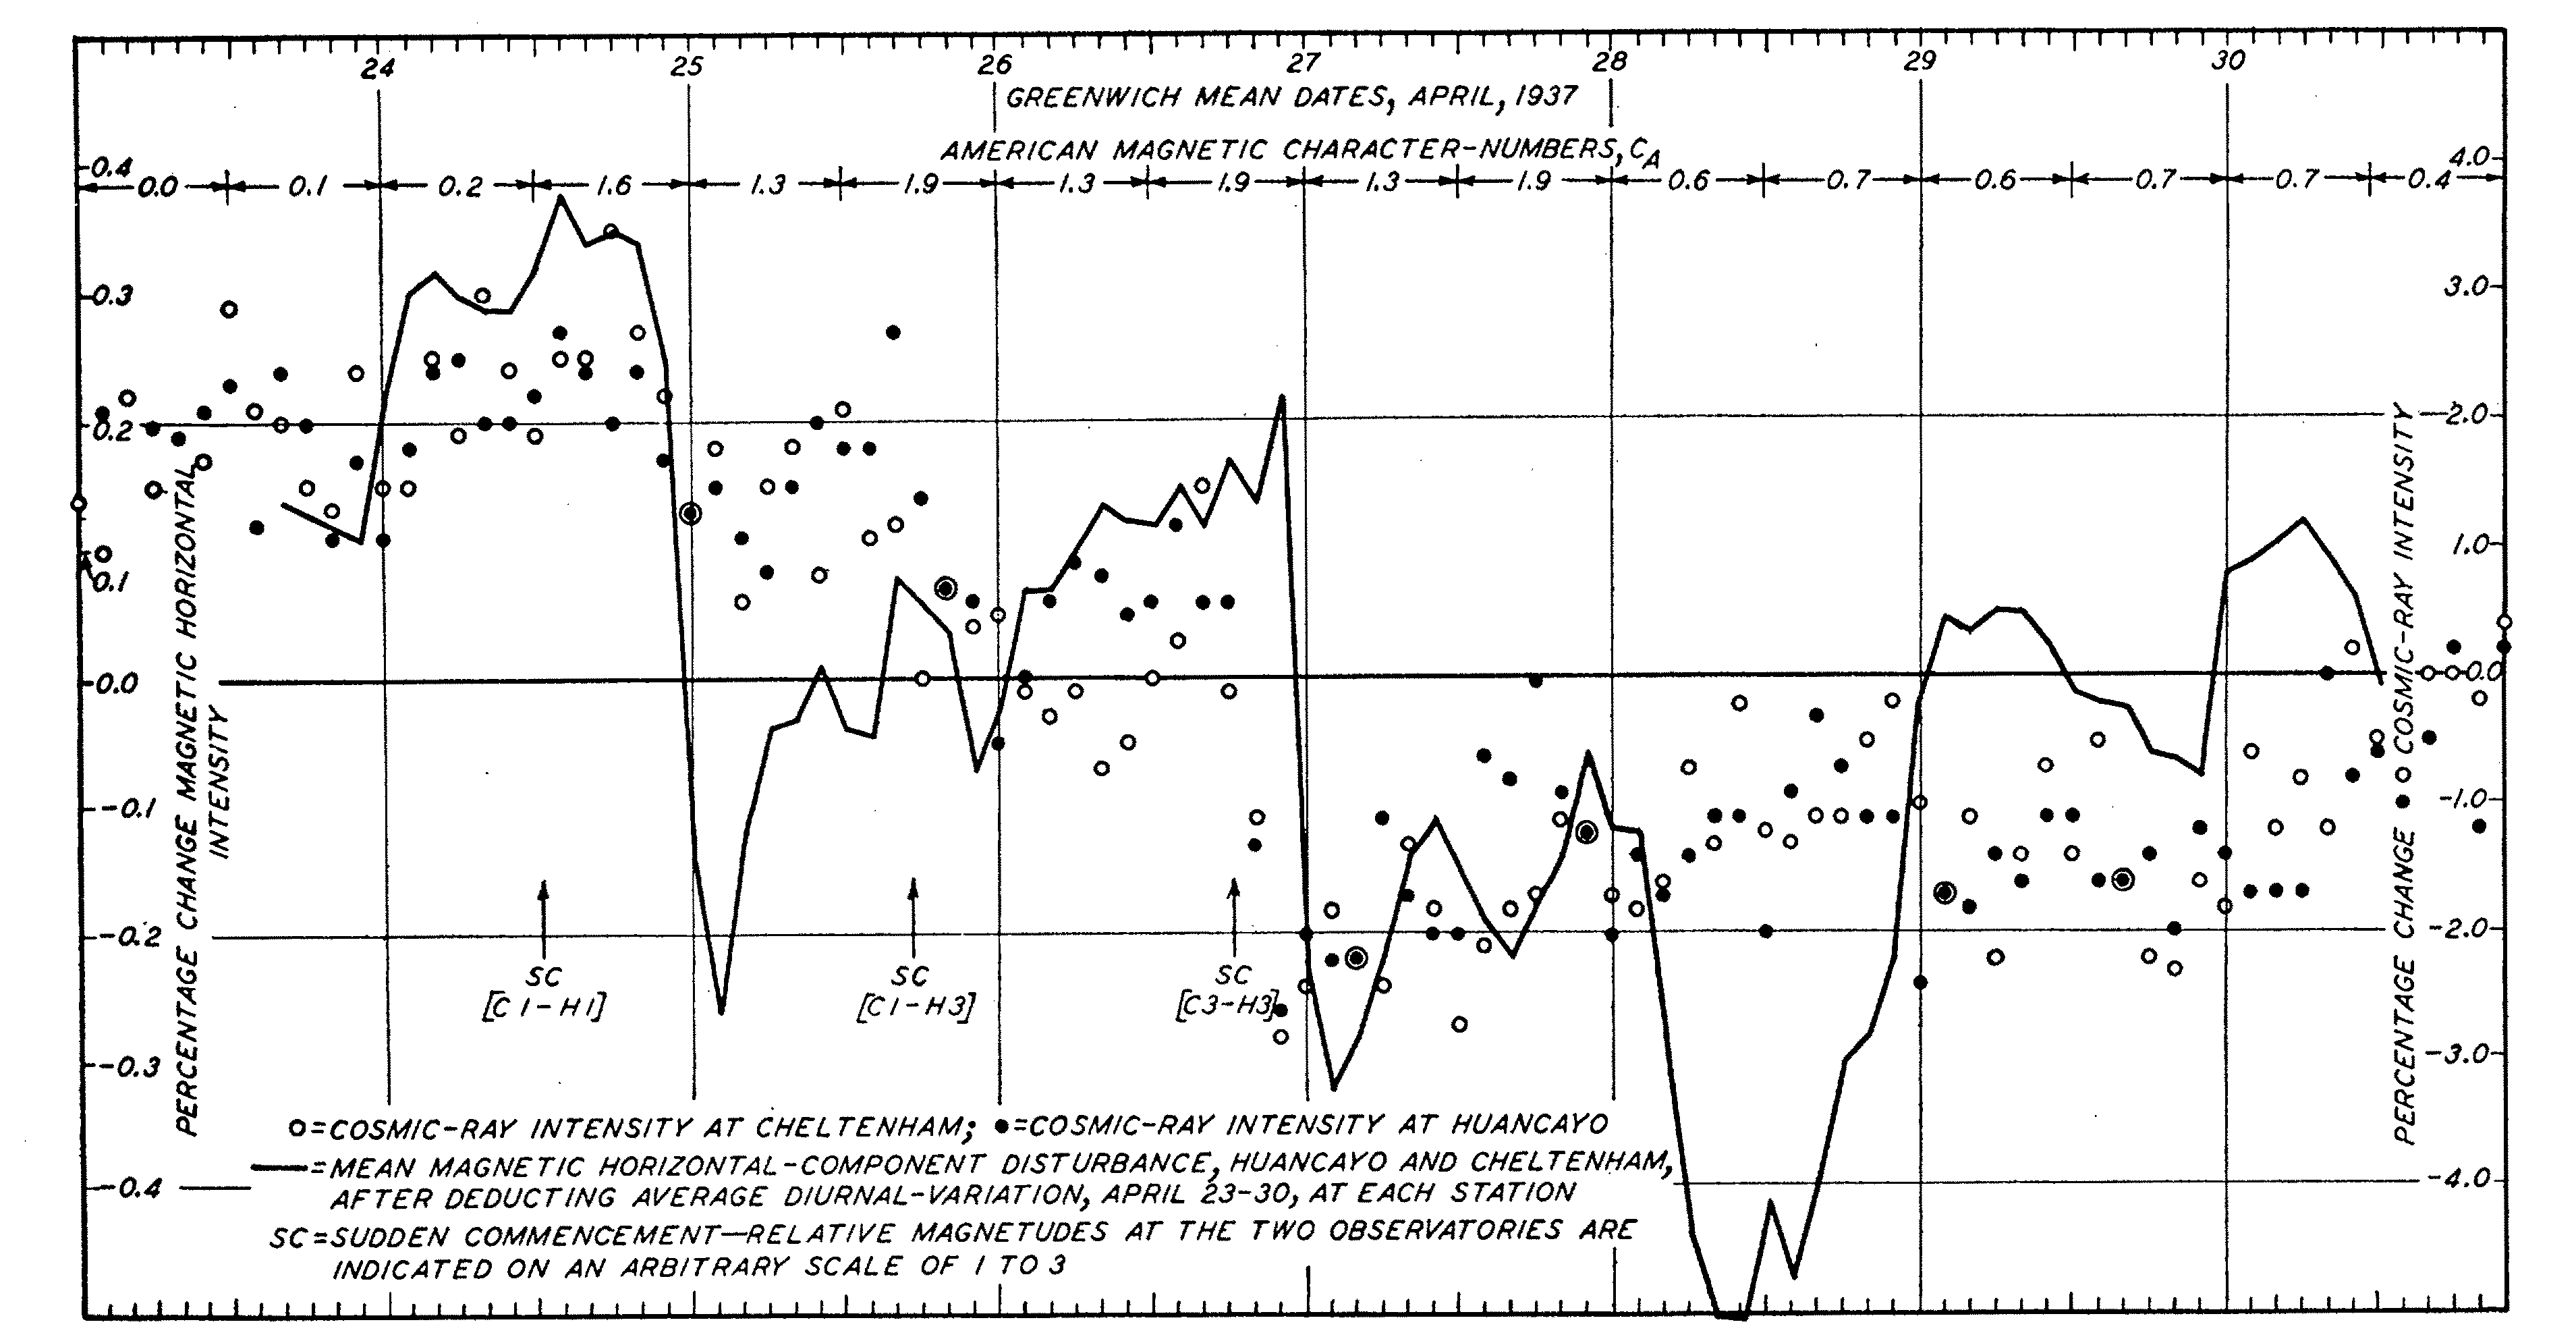 24 25 26 27 28 29 30
GREENWICH MEAN DATES, APRIL, 1937
AMERICAN MAGNETIC CHARACTER-NUMBERS, CA
0.0 0.1 0.2 1.6 1.3 1.9 1.3 1.9 1.3 1.9 0.6 0.7 0.6 0.7 0.7 0.4
0.4
0.3
0.2
0.1
0.0
-0.1
-0.2
-0.3
-0.4
PERCENTAGE CHANGE MAGNETIC HORIZONTAL
INTENSITY
4.0
3.0
2.0
1.0
0.0
-1.0
-2.0
-3.0
-4.0
PERCENTAGE CHANGE ● ○ COSMIC-RAY INTENSITY
SC
[C1-H1]
SC
[C1-H3]
SC
[C3-H3]
○=COSMIC-RAY INTENSITY AT CHELTENHAM; ●=COSMIC-RAY INTENSITY AT HUANCAYO
—=MEAN MAGNETIC HORIZONTAL-COMPONENT DISTURBANCE, HUANCAYO AND CHELTENHAM,
AFTER DEDUCTING AVERAGE DIURNAL-VARIATION, APRIL 23-30, AT EACH STATION
SC=SUDDEN COMMENCEMENT—RELATIVE MAGNETUDES AT THE TWO OBSERVATORIES ARE
INDICATED ON AN ARBITRARY SCALE OF 1 TO 3